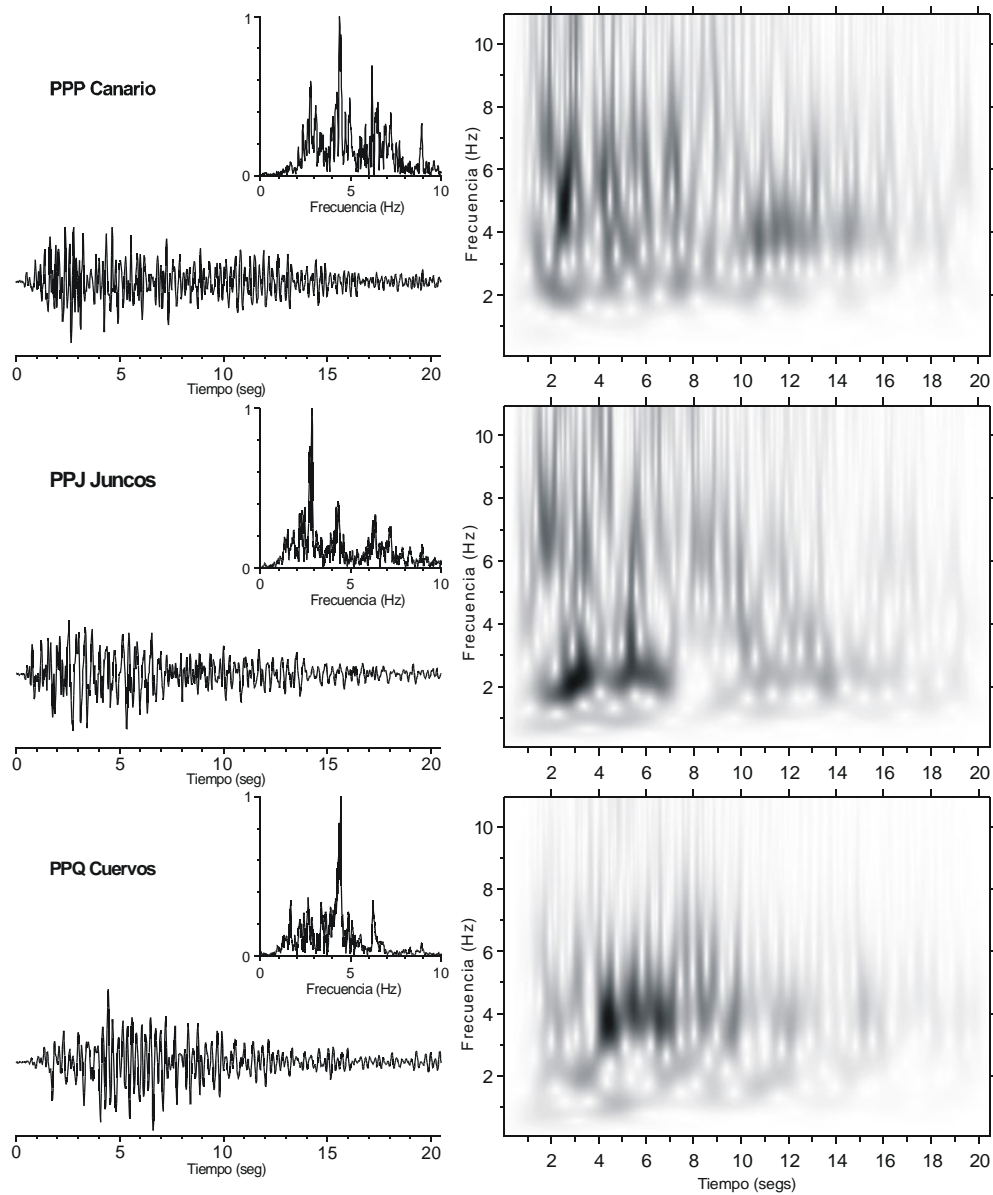 PPP Canario
1
0
0 5 10
Frecuencia (Hz)
0 5 10 15 20
Tiempo (seg)
Frecuencia (Hz)
10
8
6
4
2
2 4 6 8 10 12 14 16 18 20
PPJ Juncos
1
0
0 5 10
Frecuencia (Hz)
0 5 10 15 20
Tiempo (seg)
Frecuencia (Hz)
10
8
6
4
2
2 4 6 8 10 12 14 16 18 20
PPQ Cuervos
1
0
0 5 10
Frecuencia (Hz)
0 5 10 15 20
Tiempo (seg)
Frecuencia (Hz)
10
8
6
4
2
2 4 6 8 10 12 14 16 18 20
Tiempo (segs)